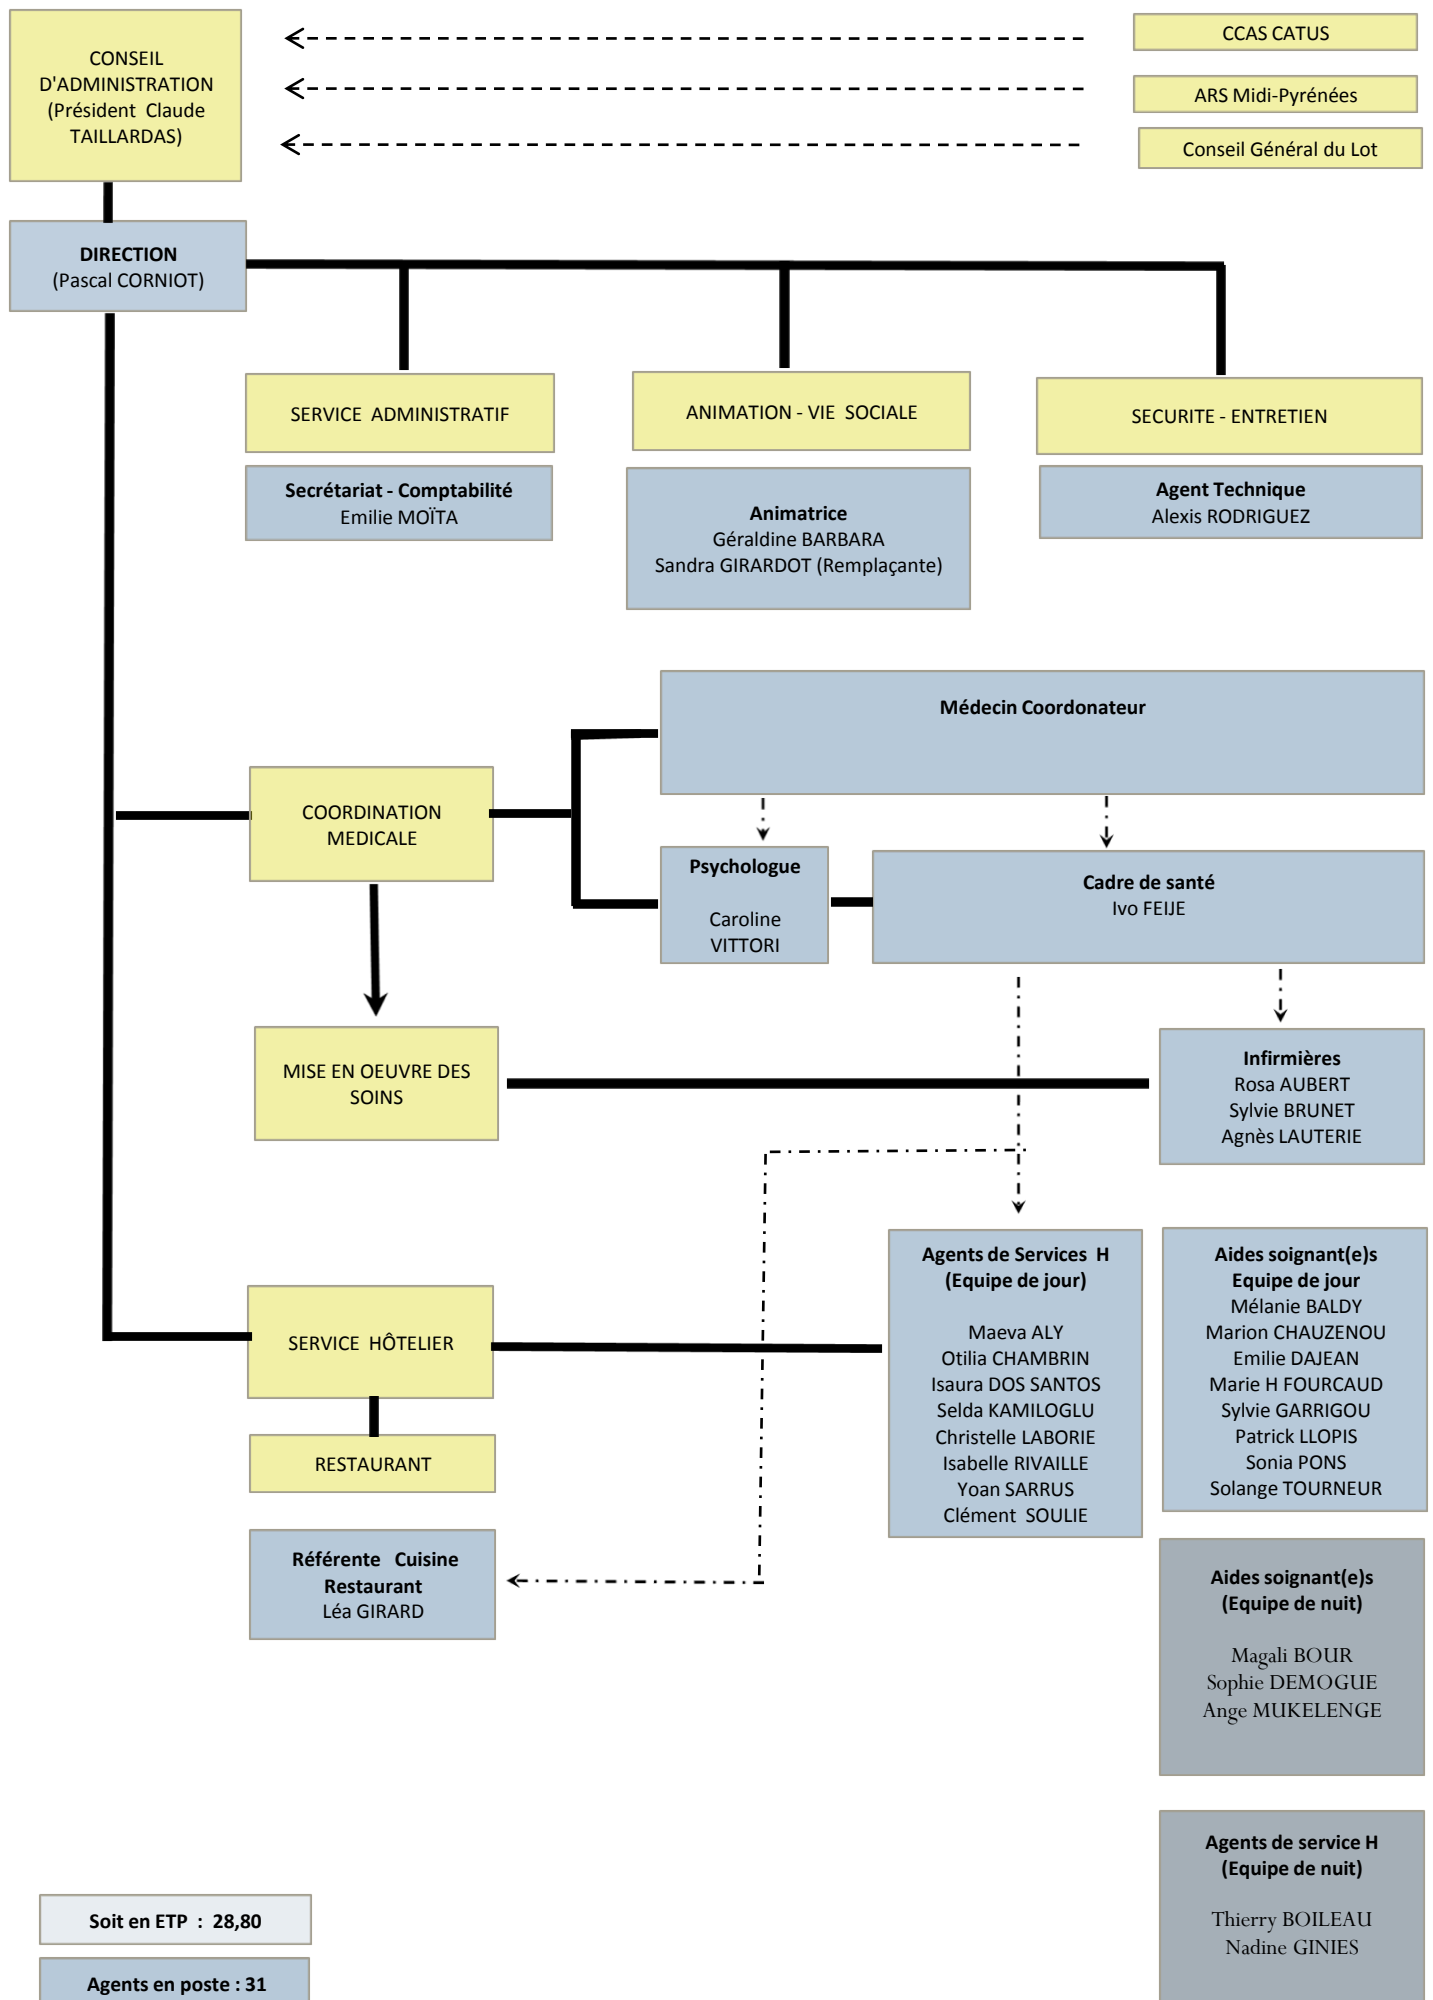 CONSEIL
D'ADMINISTRATION
(Président Claude
TAILLARDAS)
CCAS CATUS
ARS Midi-Pyrénées
Conseil Général du Lot
DIRECTION
(Pascal CORNIOT)
SERVICE ADMINISTRATIF
Secrétariat - Comptabilité
Emilie MOÏTA
ANIMATION - VIE SOCIALE
Animatrice
Géraldine BARBARA
Sandra GIRARDOT (Remplaçante)
SECURITE - ENTRETIEN
Agent Technique
Alexis RODRIGUEZ
Médecin Coordonateur
COORDINATION
MEDICALE
Psychologue
Caroline
VITTORI
Cadre de santé
Ivo FEIJE
MISE EN OEUVRE DES
SOINS
Infirmières
Rosa AUBERT
Sylvie BRUNET
Agnès LAUTERIE
SERVICE HÔTELIER
RESTAURANT
Référente Cuisine
Restaurant
Léa GIRARD
Agents de Services H
(Equipe de jour)
Maeva ALY
Otilia CHAMBRIN
Isaura DOS SANTOS
Selda KAMILOGLU
Christelle LABORIE
Isabelle RIVAILLE
Yoan SARRUS
Clément SOULIE
Aides soignant(e)s
Equipe de jour
Mélanie BALDY
Marion CHAUZENOU
Emilie DAJEAN
Marie H FOURCAUD
Sylvie GARRIGOU
Patrick LLOPIS
Sonia PONS
Solange TOURNEUR
Aides soignant(e)s
(Equipe de nuit)
Magali BOUR
Sophie DEMOGUE
Ange MUKELENGE
Agents de service H
(Equipe de nuit)
Thierry BOILEAU
Nadine GINIES
Soit en ETP : 28,80
Agents en poste : 31